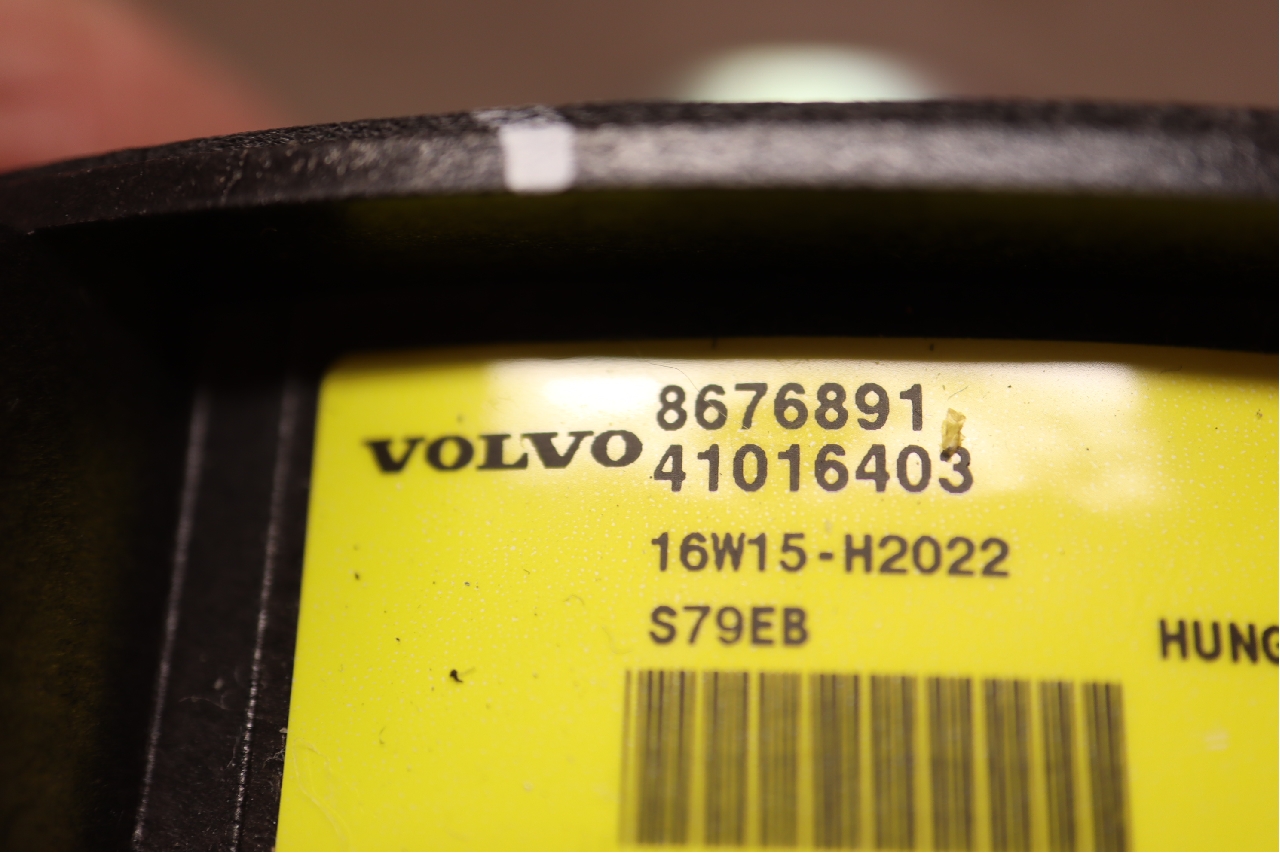 VOLVO
8676891
41016403
16W15-H2022
S79EB
HUNG